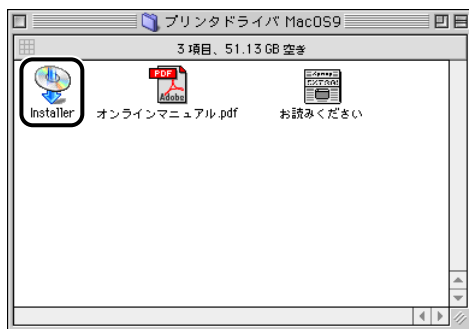 プリンタドライバ MacOS9
3 項目、51.13 GB 空き
PDF
Adobe
Installer
オンラインマニュアル.pdf
お読みください